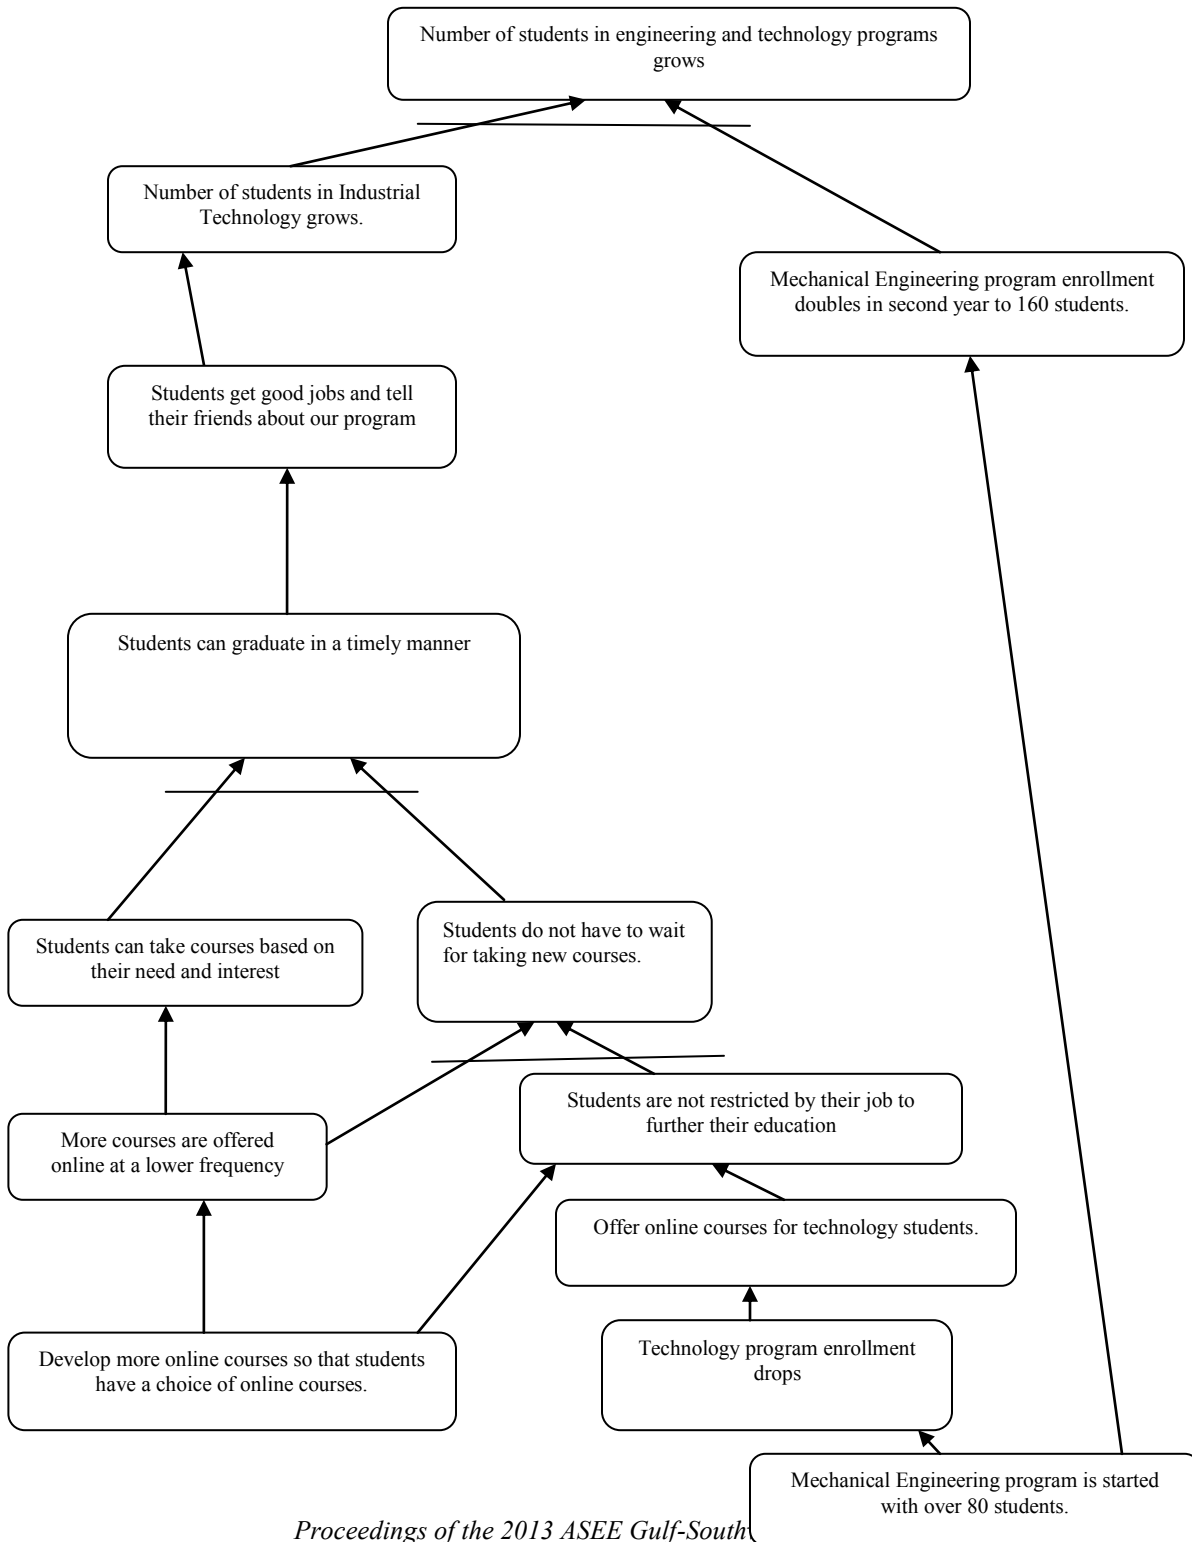 Number of students in engineering and technology programs
grows
Number of students in Industrial
Technology grows.
Mechanical Engineering program enrollment
doubles in second year to 160 students.
Students get good jobs and tell
their friends about our program
Students can graduate in a timely manner
Students can take courses based on
their need and interest
Students do not have to wait
for taking new courses.
Students are not restricted by their job to
further their education
More courses are offered
online at a lower frequency
Offer online courses for technology students.
Develop more online courses so that students
have a choice of online courses.
Technology program enrollment
drops
Mechanical Engineering program is started
with over 80 students.
Proceedings of the 2013 ASEE Gulf-South